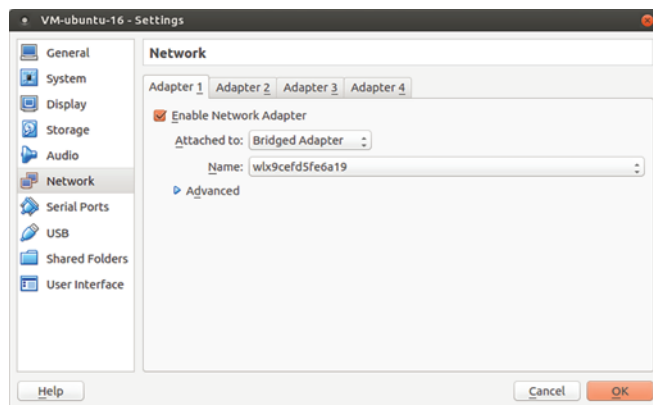 VM-ubuntu-16 - Settings
General
System
Display
Storage
Audio
Network
Serial Ports
USB
Shared Folders
User Interface
Network
Adapter 1 Adapter 2 Adapter 3 Adapter 4
Enable Network Adapter
Attached to: Bridged Adapter
Name: wlx9cefd5fe6a19
Advanced
Help Cancel OK